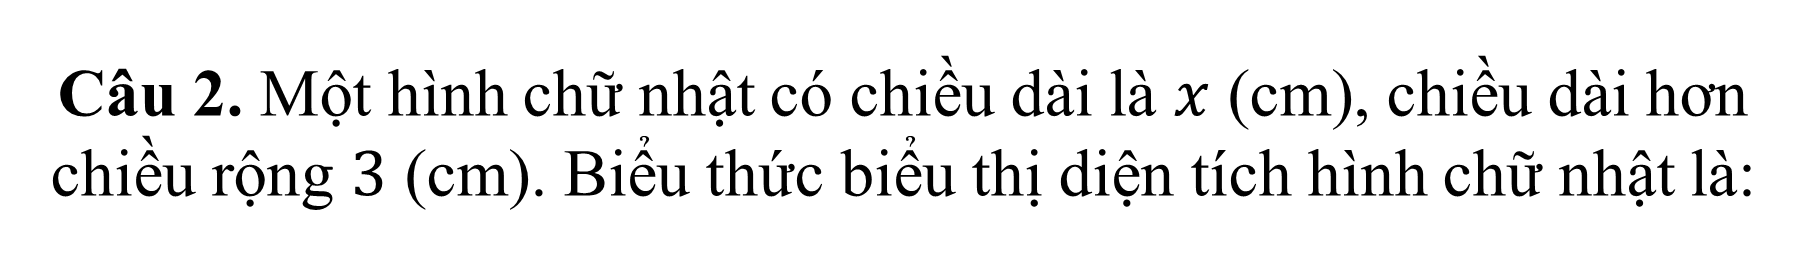 Câu 2. Một hình chữ nhật có chiều dài là x (cm), chiều dài hơn
chiều rộng 3 (cm). Biểu thức biểu thị diện tích hình chữ nhật là: